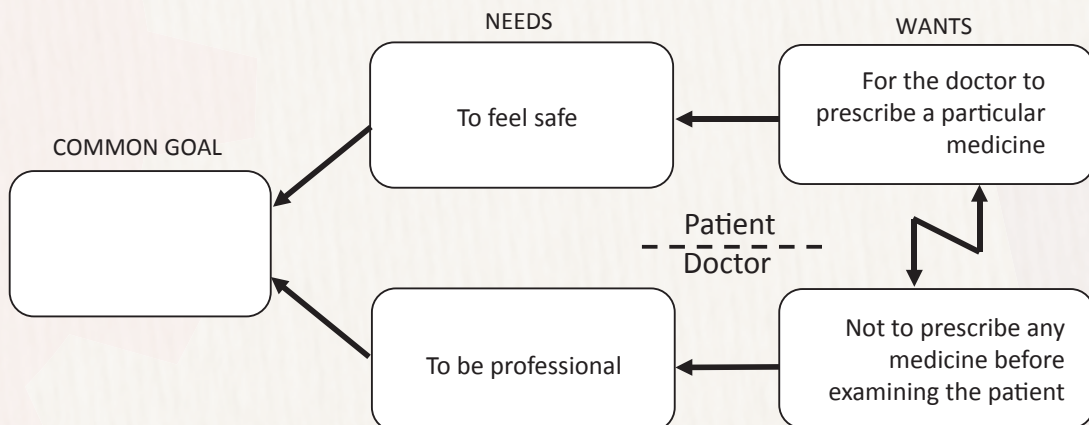 NEEDS
WANTS
To feel safe
For the doctor to
prescribe a particular
medicine
COMMON GOAL
Patient
Doctor
To be professional
Not to prescribe any
medicine before
examining the patient